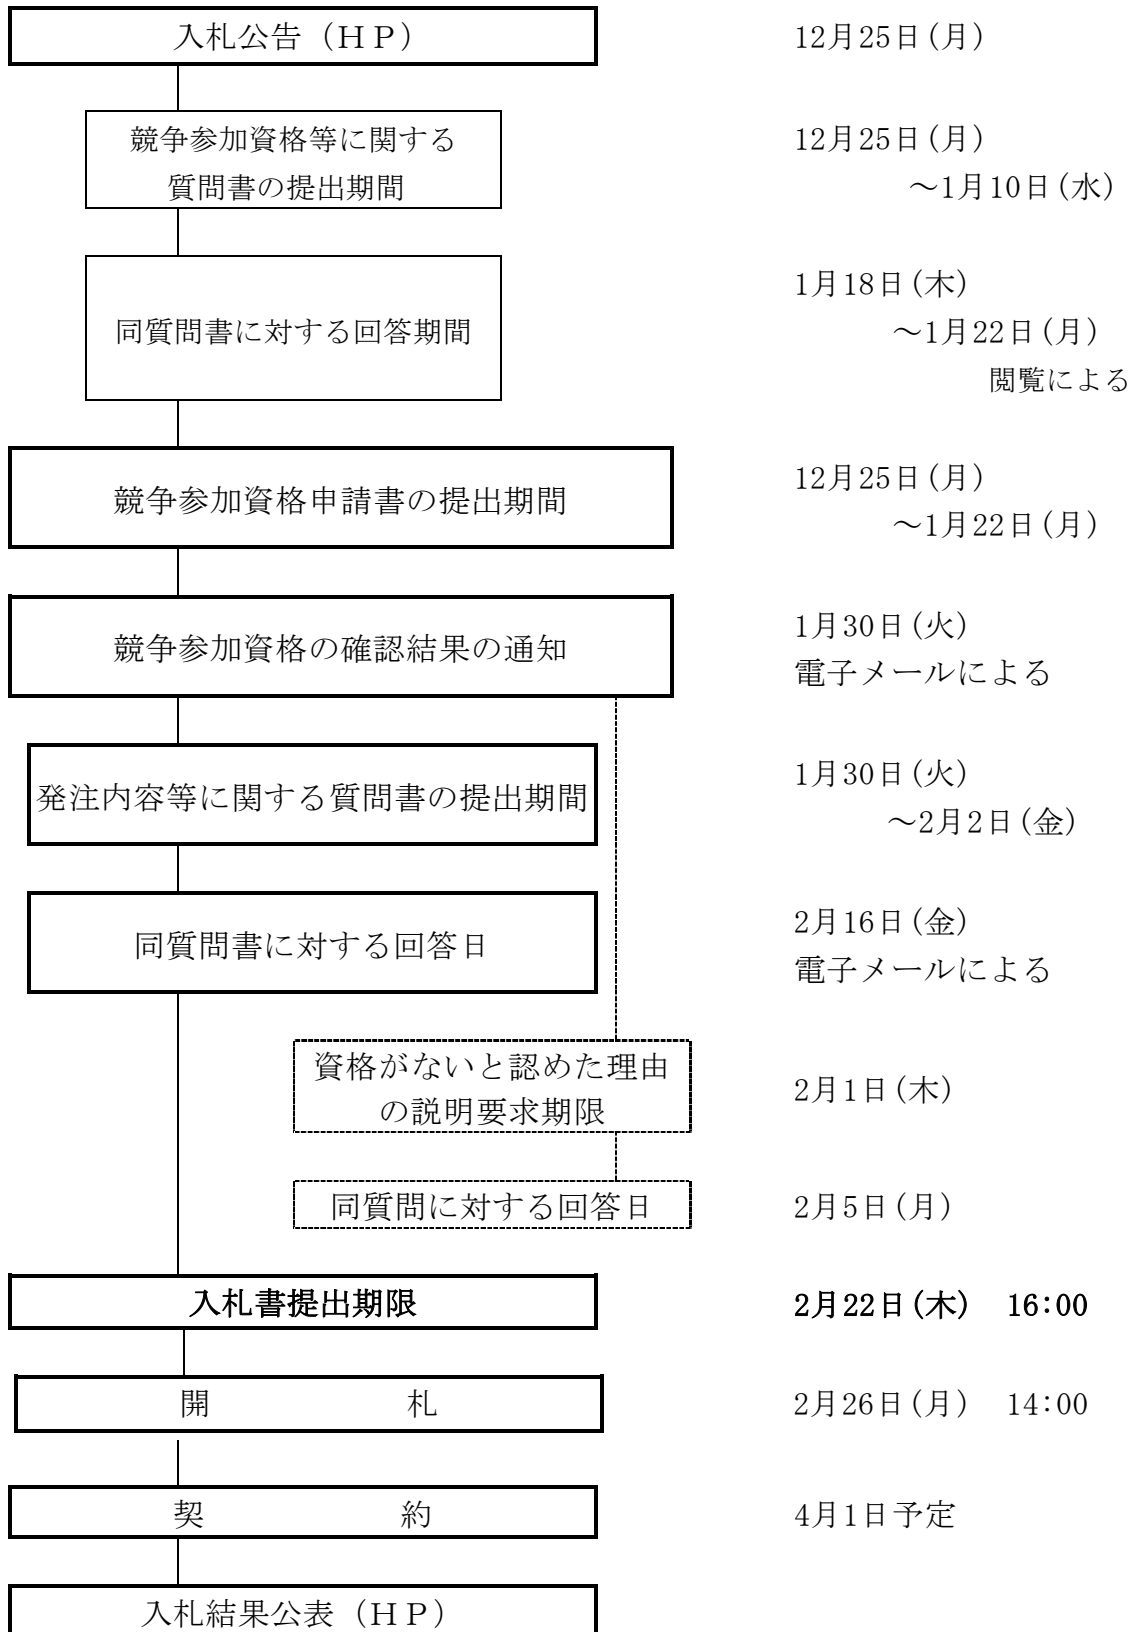 入札公告（ＨＰ）
12月25日(月)
競争参加資格等に関する
質問書の提出期間
12月25日(月)
～1月10日(水)
同質問書に対する回答期間
1月18日(木)
～1月22日(月)
閲覧による
競争参加資格申請書の提出期間
12月25日(月)
～1月22日(月)
競争参加資格の確認結果の通知
1月30日(火)
電子メールによる
発注内容等に関する質問書の提出期間
1月30日(火)
～2月2日(金)
同質問書に対する回答日
2月16日(金)
電子メールによる
資格がないと認めた理由
の説明要求期限
2月1日(木)
同質問に対する回答日
2月5日(月)
入札書提出期限
2月22日(木)　16:00
開　　　　　　札
2月26日(月)　14:00
契　　　　　　約
4月1日予定
入札結果公表（ＨＰ）